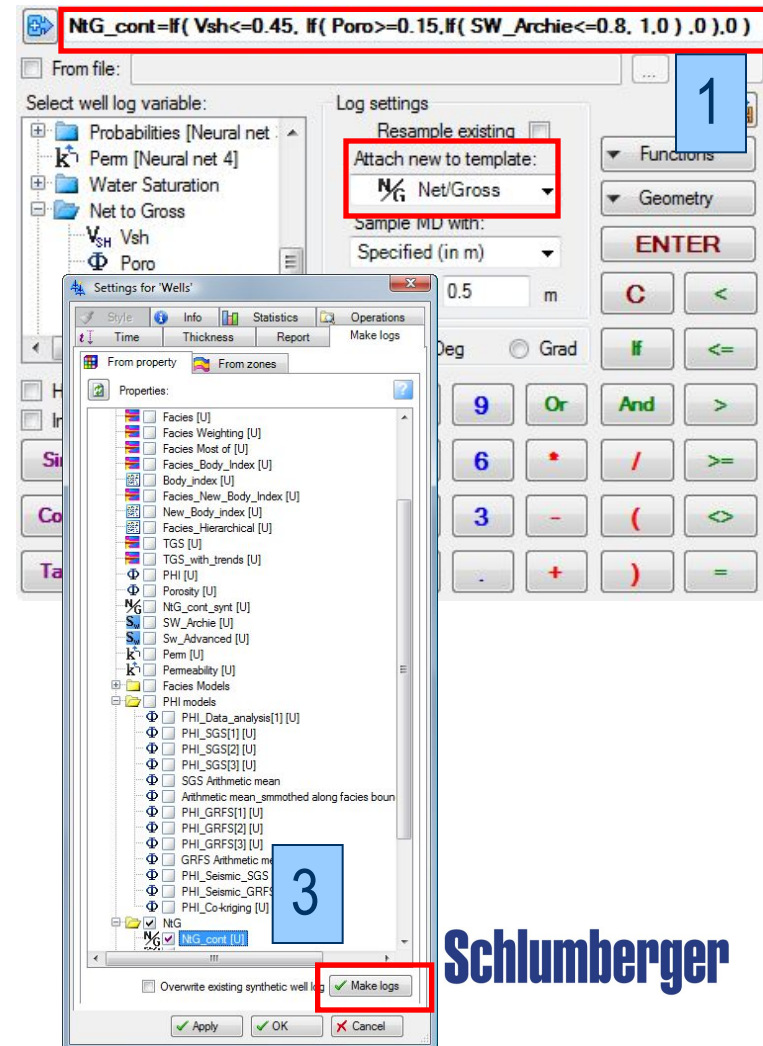 NtG_cont=If( Vsh<=0.45, If( Poro>=0.15,If( SW_Archie<=0.8, 1,0 ) ,0 ),0 )
From file:
...
1
Select well log variable:
Probabilities [Neural net
Perm [Neural net 4]
Water Saturation
Net to Gross
VSH Vsh
Φ Poro
Log settings
Resample existing
Attach new to template:
N/G Net/Gross
Sample MD with:
Specified (in m)
0.5 m
Deg Grad
Functions
Geometry
ENTER
C <
If <=
9 Or And >
6 * / >=
3 - ( <>
. + ) =
Settings for 'Wells'
Style Info Statistics Operations
Time Thickness Report Make logs
From property From zones
Properties:
Facies [U]
Facies Weighting [U]
Facies Most of [U]
Facies_Body_Index [U]
Body_index [U]
Facies_New_Body_Index [U]
New_Body_index [U]
Facies_Hierarchical [U]
TGS [U]
TGS_with_trends [U]
Φ PHI [U]
Φ Porosity [U]
N/G NtG_cont_synt [U]
Sw SW_Archie [U]
Sw Sw_Advanced [U]
k Perm [U]
k Permeability [U]
Facies Models
PHI models
Φ PHI_Data_analysis[1] [U]
Φ PHI_SGS[1] [U]
Φ PHI_SGS[2] [U]
Φ PHI_SGS[3] [U]
Φ SGS Arithmetic mean
Φ Arithmetic mean_smmothed along facies boun
Φ PHI_GRFS[1] [U]
Φ PHI_GRFS[2] [U]
Φ PHI_GRFS[3] [U]
Φ GRFS Arithmetic me
Φ PHI_Seismic_SGS
Φ PHI_Seismic_GRFS
Φ PHI_Co-kriging [U]
NtG
N/G NtG_cont [U]
3
Overwrite existing synthetic well log Make logs
Apply OK Cancel
Schlumberger